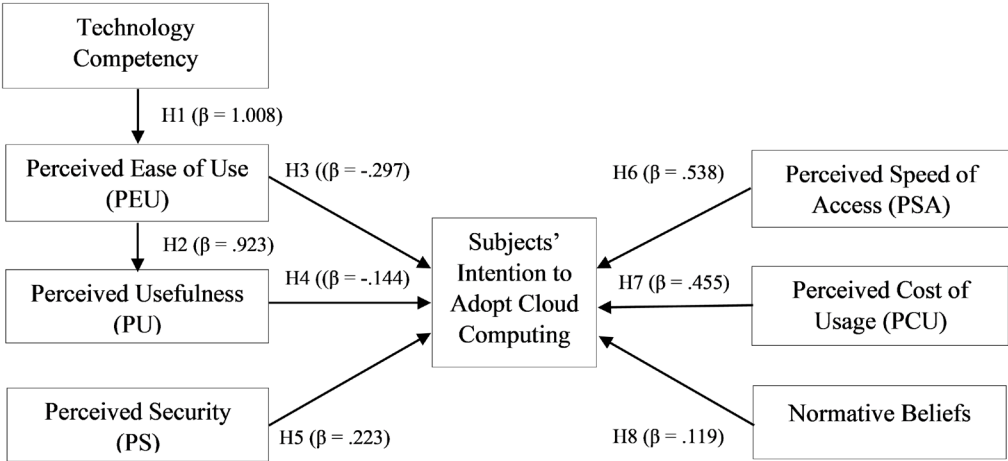 Technology
Competency
H1 (β = 1.008)
Perceived Ease of Use
(PEU)
H3 ((β = -.297)
H2 (β = .923)
Perceived Usefulness
(PU)
H4 ((β = -.144)
Perceived Security
(PS)
H5 (β = .223)
Subjects’
Intention to
Adopt Cloud
Computing
H6 (β = .538)
Perceived Speed of
Access (PSA)
H7 (β = .455)
Perceived Cost of
Usage (PCU)
H8 (β = .119)
Normative Beliefs